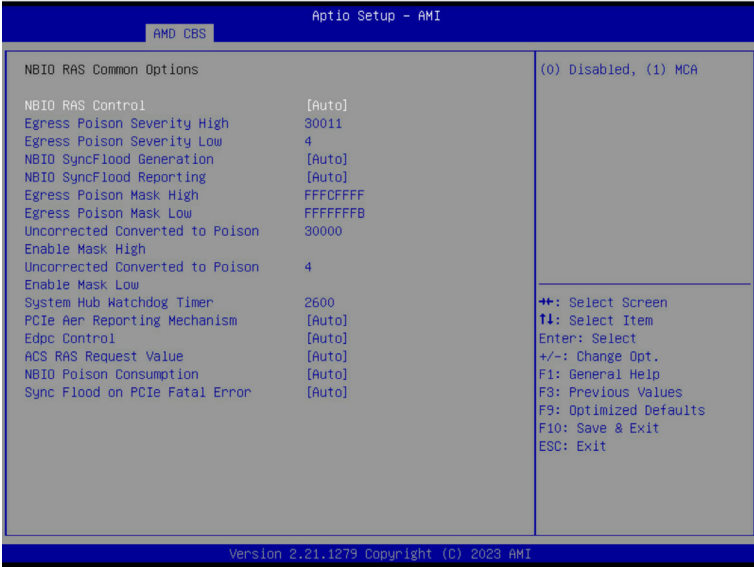 Aptio Setup – AMI
AMD CBS
NBIO RAS Common Options
(0) Disabled, (1) MCA
NBIO RAS Control [Auto]
Egress Poison Severity High 30011
Egress Poison Severity Low 4
NBIO SyncFlood Generation [Auto]
NBIO SyncFlood Reporting [Auto]
Egress Poison Mask High FFFCFFFF
Egress Poison Mask Low FFFFFFFB
Uncorrected Converted to Poison 30000
Enable Mask High
Uncorrected Converted to Poison 4
Enable Mask Low
System Hub Watchdog Timer 2600
PCIe Aer Reporting Mechanism [Auto]
Edpc Control [Auto]
ACS RAS Request Value [Auto]
NBIO Poison Consumption [Auto]
Sync Flood on PCIe Fatal Error [Auto]
→←: Select Screen
↑↓: Select Item
Enter: Select
+/-: Change Opt.
F1: General Help
F3: Previous Values
F9: Optimized Defaults
F10: Save & Exit
ESC: Exit
Version 2.21.1279 Copyright (C) 2023 AMI